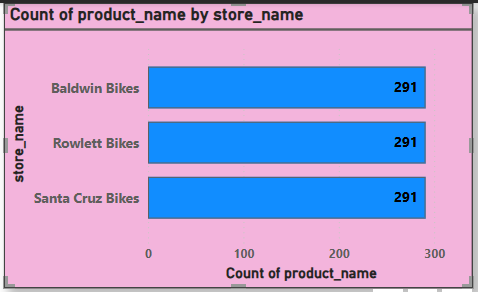 Count of product_name by store_name
store_name
Baldwin Bikes 291
Rowlett Bikes 291
Santa Cruz Bikes 291
0 100 200 300
Count of product_name